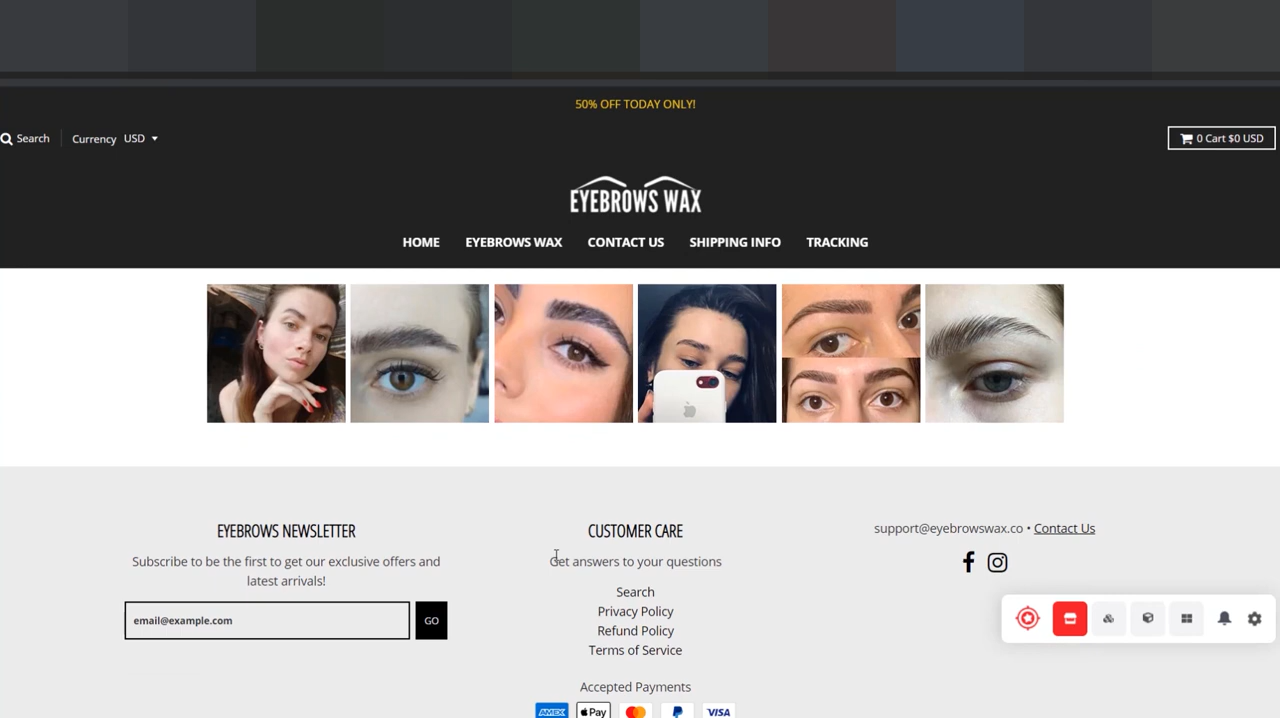 50% OFF TODAY ONLY!
Search
Currency USD
0 Cart $0 USD
EYEBROWS WAX
HOME EYEBROWS WAX CONTACT US SHIPPING INFO TRACKING
EYEBROWS NEWSLETTER
Subscribe to be the first to get our exclusive offers and
latest arrivals!
email@example.com
GO
CUSTOMER CARE
Get answers to your questions
Search
Privacy Policy
Refund Policy
Terms of Service
Accepted Payments
AMEX
Pay
VISA
support@eyebrowswax.co • Contact Us